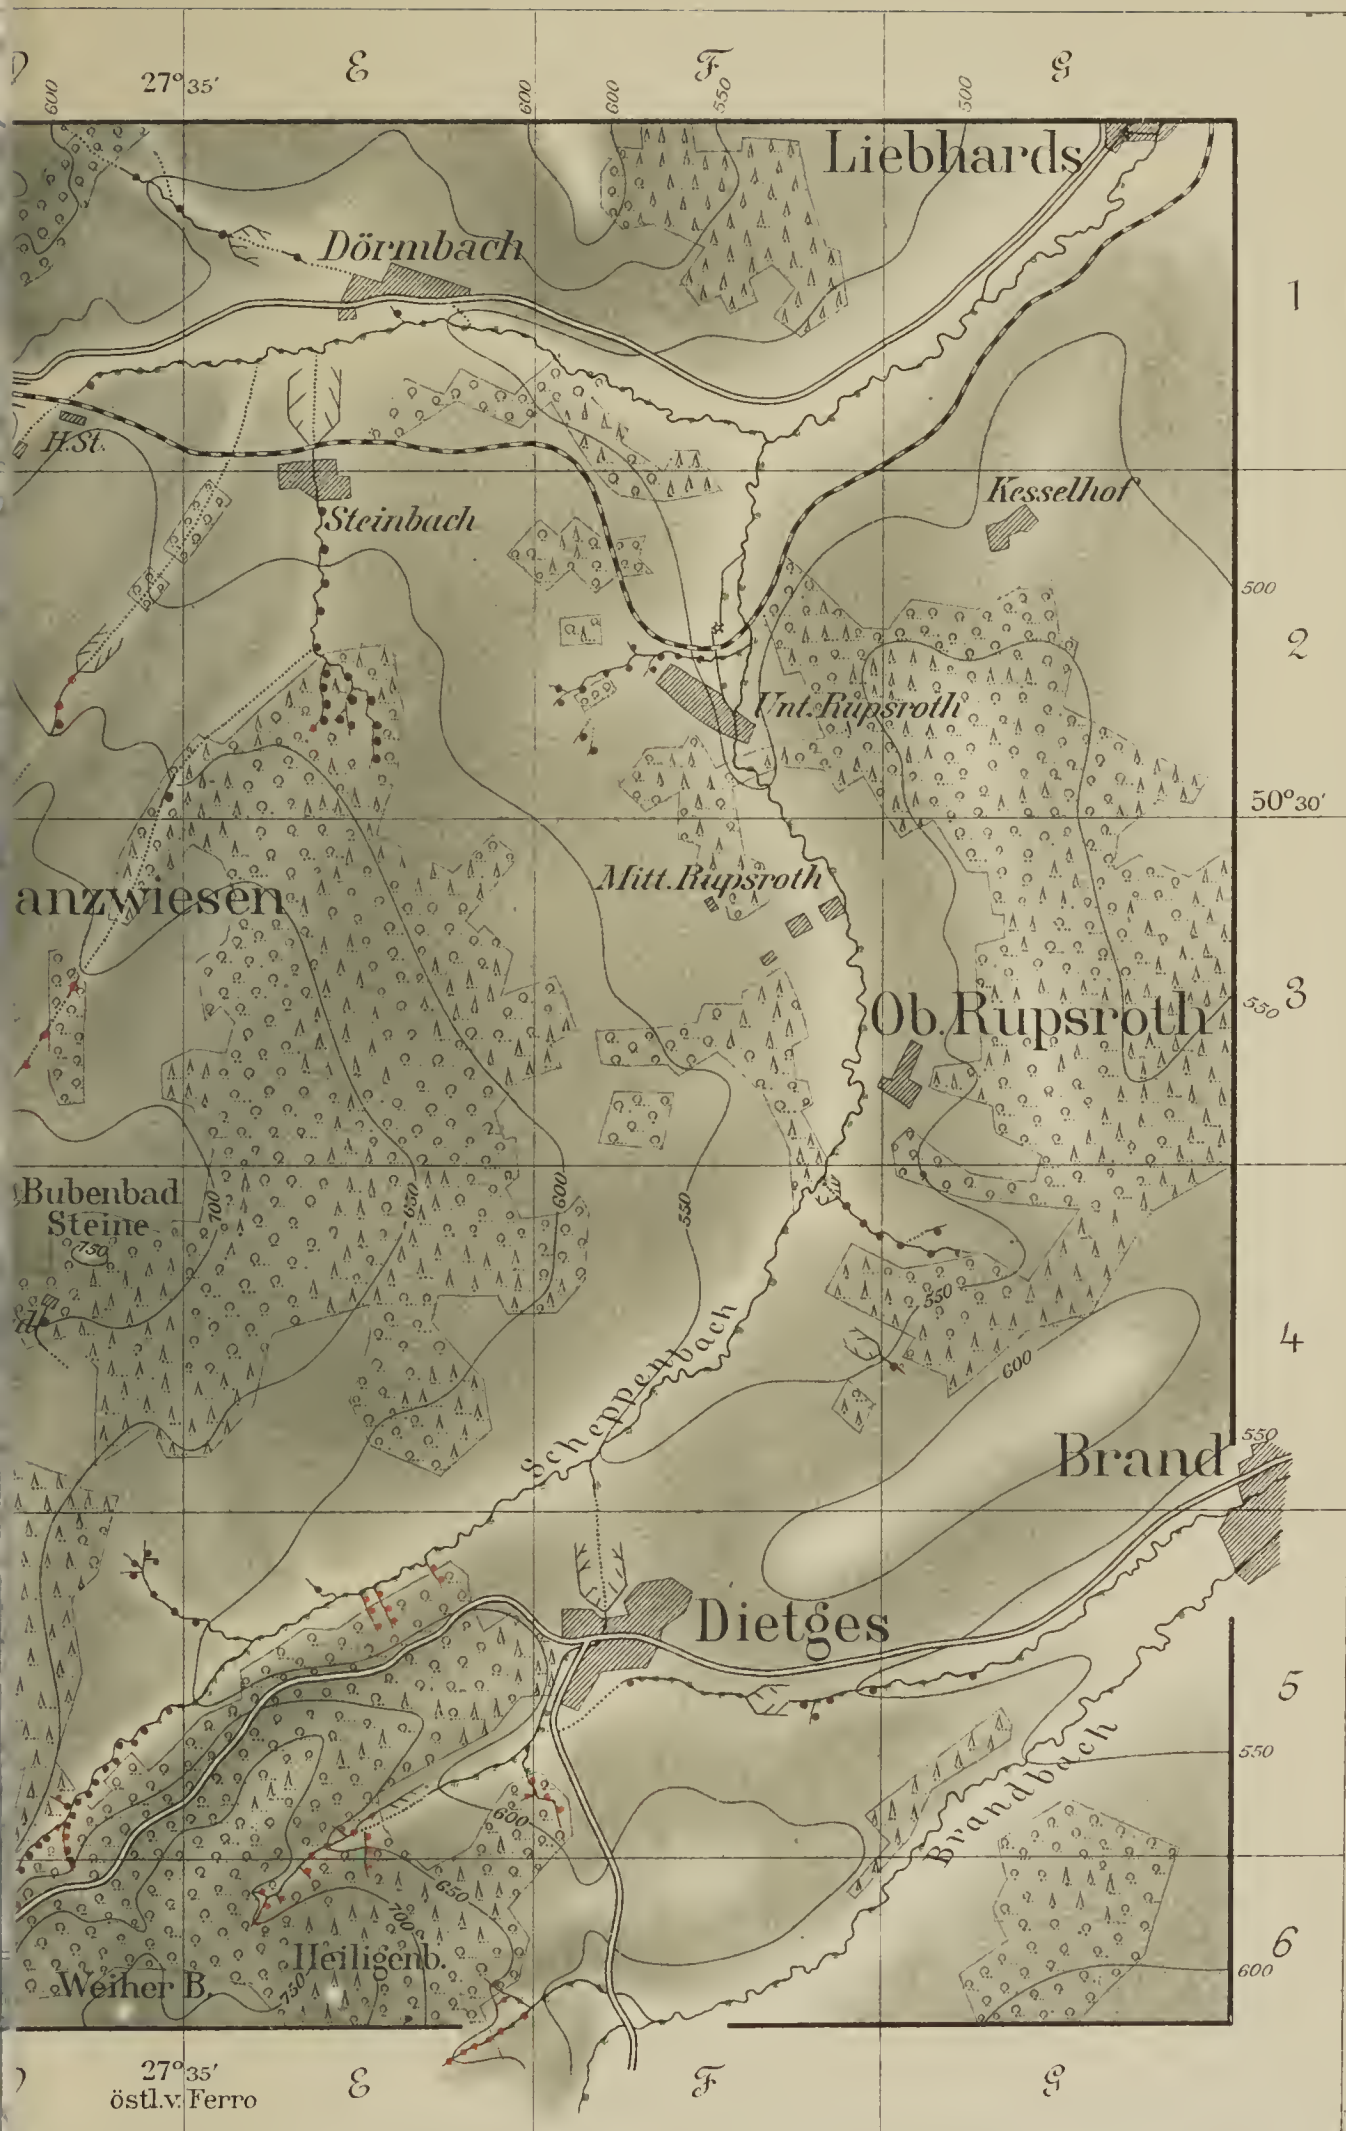 E
F
G
27°35'
600
600
600
550
500
Liebhards
Dörmbach
1
H.St.
Kesselhof
Steinbach
500
2
Unt. Rupsroth
50°30'
Mitt. Rupsroth
anzwiesen
550
3
Ob. Rupsroth
Bubenbad
Steine
700
650
600
550
750
550
Scheppenbach
4
600
550
Brand
Dietges
5
Brandbach
550
600
650
700
6
Heiligenb.
600
Weiher B.
750
27°35'
östl.v. Ferro
E
F
G